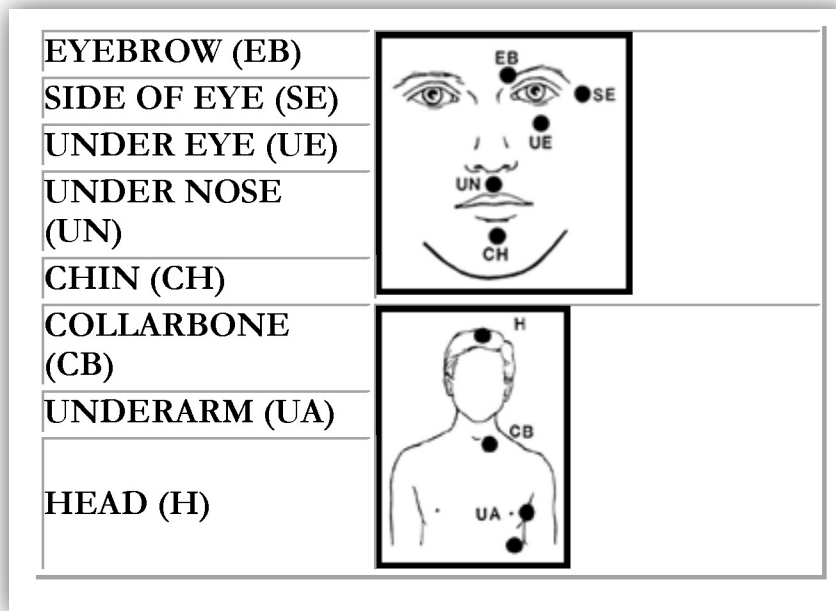 EYEBROW (EB)
SIDE OF EYE (SE)
UNDER EYE (UE)
UNDER NOSE
(UN)
CHIN (CH)
EB
SE
UE
UN
CH
COLLARBONE
(CB)
UNDERARM (UA)
HEAD (H)
H
CB
UA